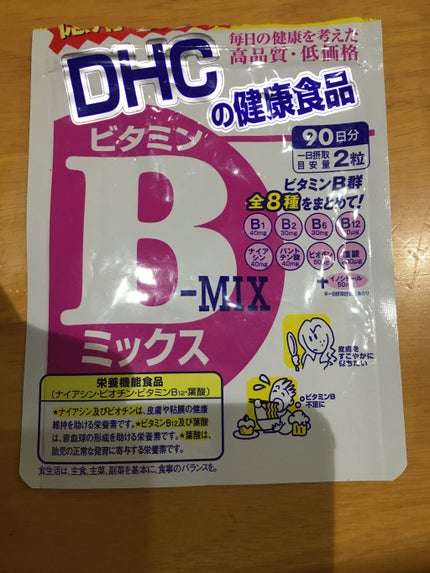 毎日の健康を考えた
高品質・低価格
DHC
の健康食品
ビタミン
B
-MIX
ミックス
90日分
一日摂取
目安量 2粒
ビタミンB群
全8種をまとめて!
B1
40mg
B2
30mg
B6
30mg
B12
ナイア
シン
40mg
パント
テン酸
40mg
ビオチン
葉酸
+イノシトール
皮膚を
すこやかに
保ちたい
ビタミンB
不足に
栄養機能食品
(ナイアシン・ビオチン・ビタミンB12・葉酸)
★ナイアシン及びビオチンは、皮膚や粘膜の健康
維持を助ける栄養素です。★ビタミンB12及び葉酸
は、赤血球の形成を助ける栄養素です。★葉酸は、
胎児の正常な発育に寄与する栄養素です。
食生活は、主食、主菜、副菜を基本に、食事のバランスを。